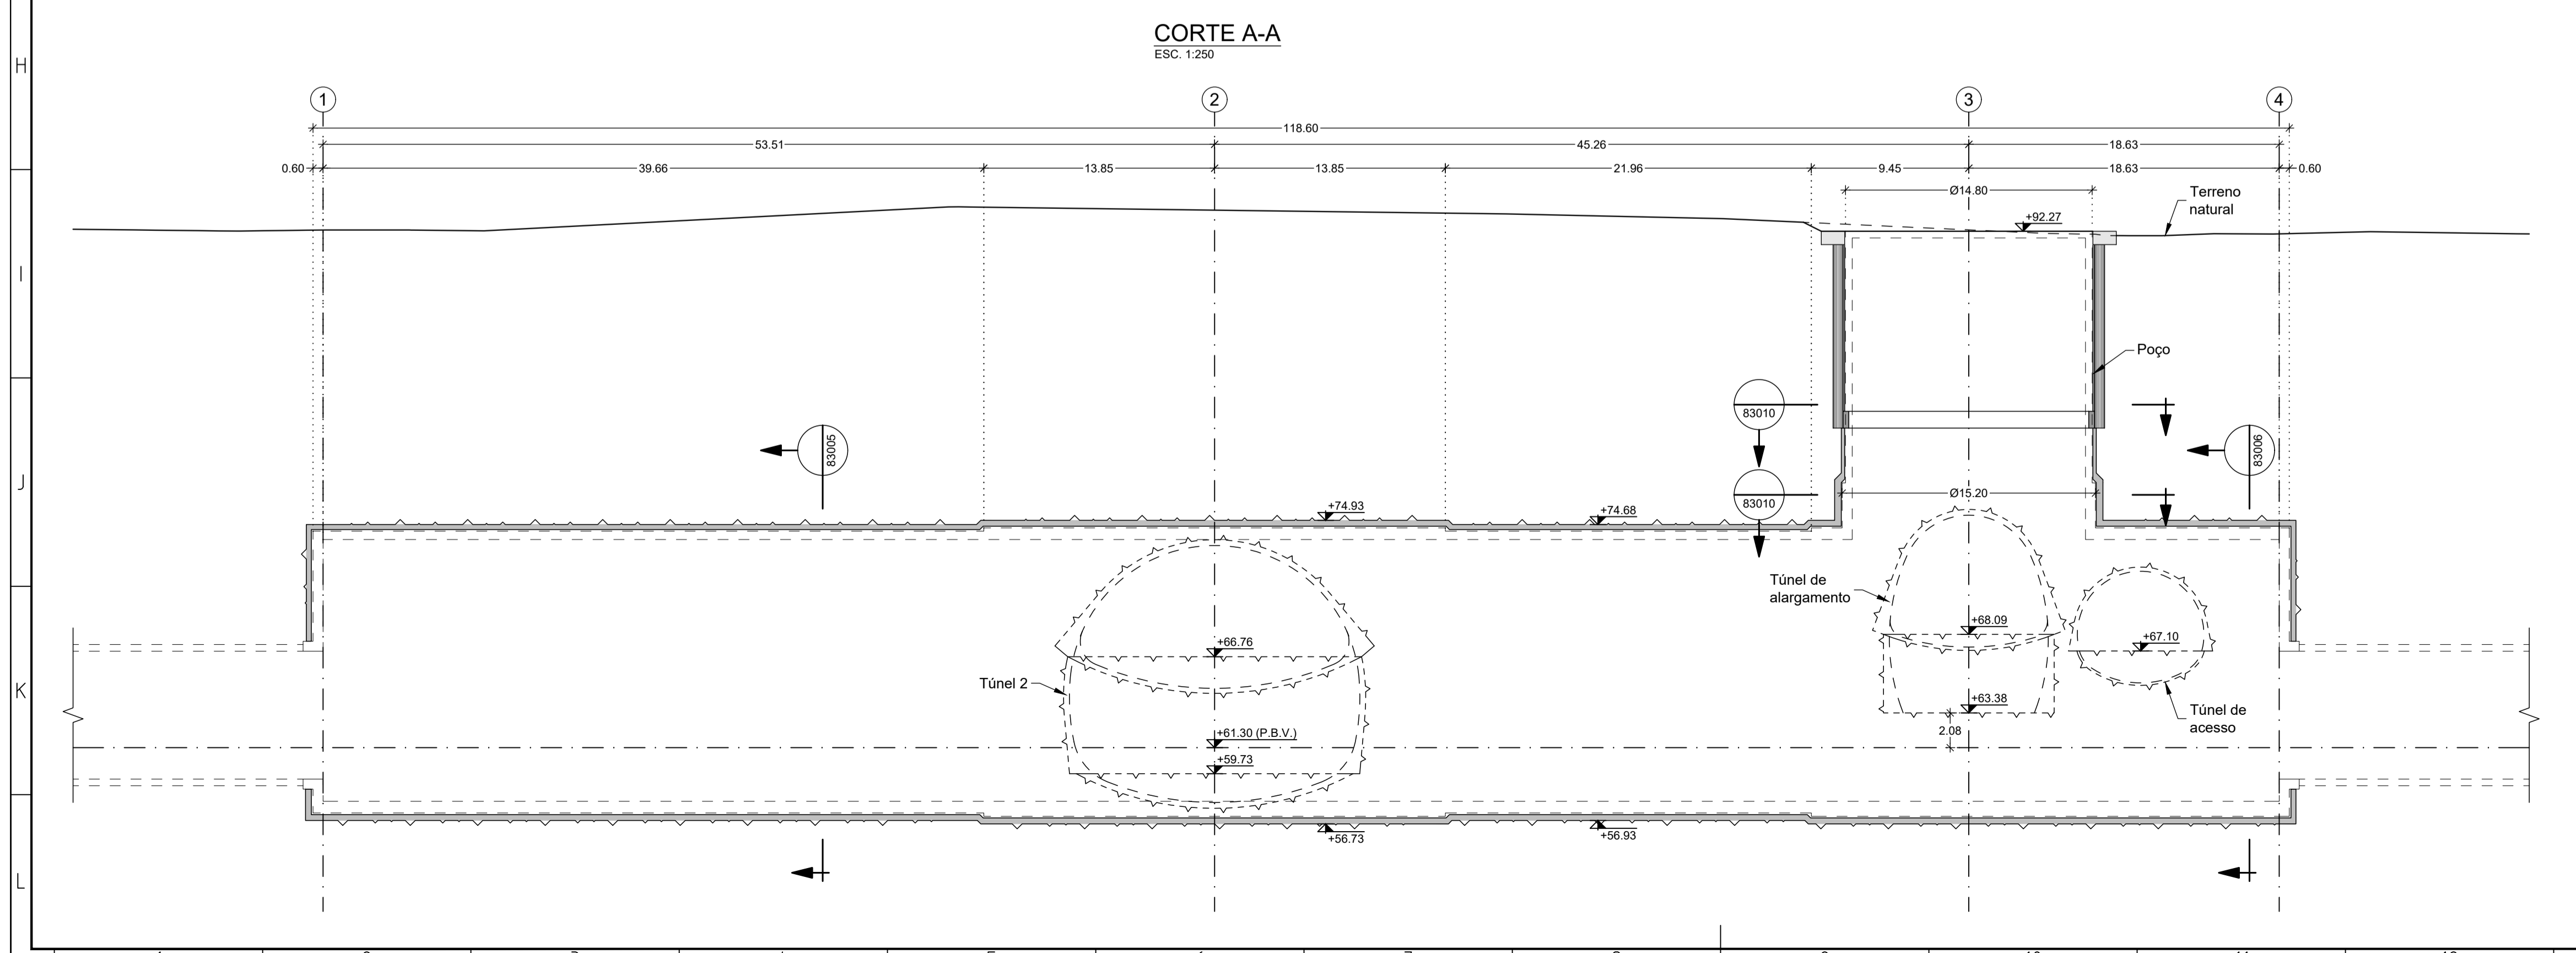 CORTE A-A
ESC. 1:250
H
1
2
3
4
118.60
53.51
45.26
18.63
0.60
39.66
13.85
13.85
21.96
9.45
18.63
0.60
Ø14.80
Terreno
natural
+92.27
I
Poço
83010
83005
83006
J
83010
Ø15.20
+74.93
+74.68
Túnel de
alargamento
+68.09
+66.76
+67.10
Túnel 2
K
+63.38
Túnel de
acesso
2.08
+61.30 (P.B.V.)
+59.73
+56.73
+56.93
L